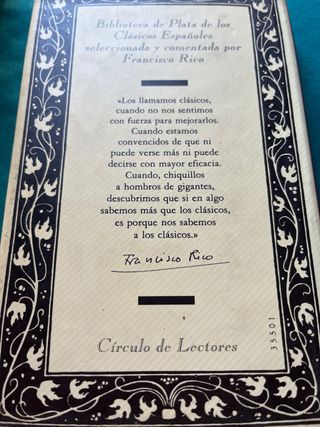 Biblioteca de Plata de los
Clásicos Españoles
seleccionada y comentada por
Francisco Rico
«Los llamamos clásicos,
cuando no nos sentimos
con fuerza para mejorarlos.
Cuando estamos
convencidos de que ni
puede verse más ni puede
decirse con mayor eficacia.
Cuando, chiquillos
a hombros de gigantes,
descubrimos que si en algo
sabemos más que los clásicos,
es porque nos sabemos
a los clásicos.»
Francisco Rico
Círculo de Lectores
35501